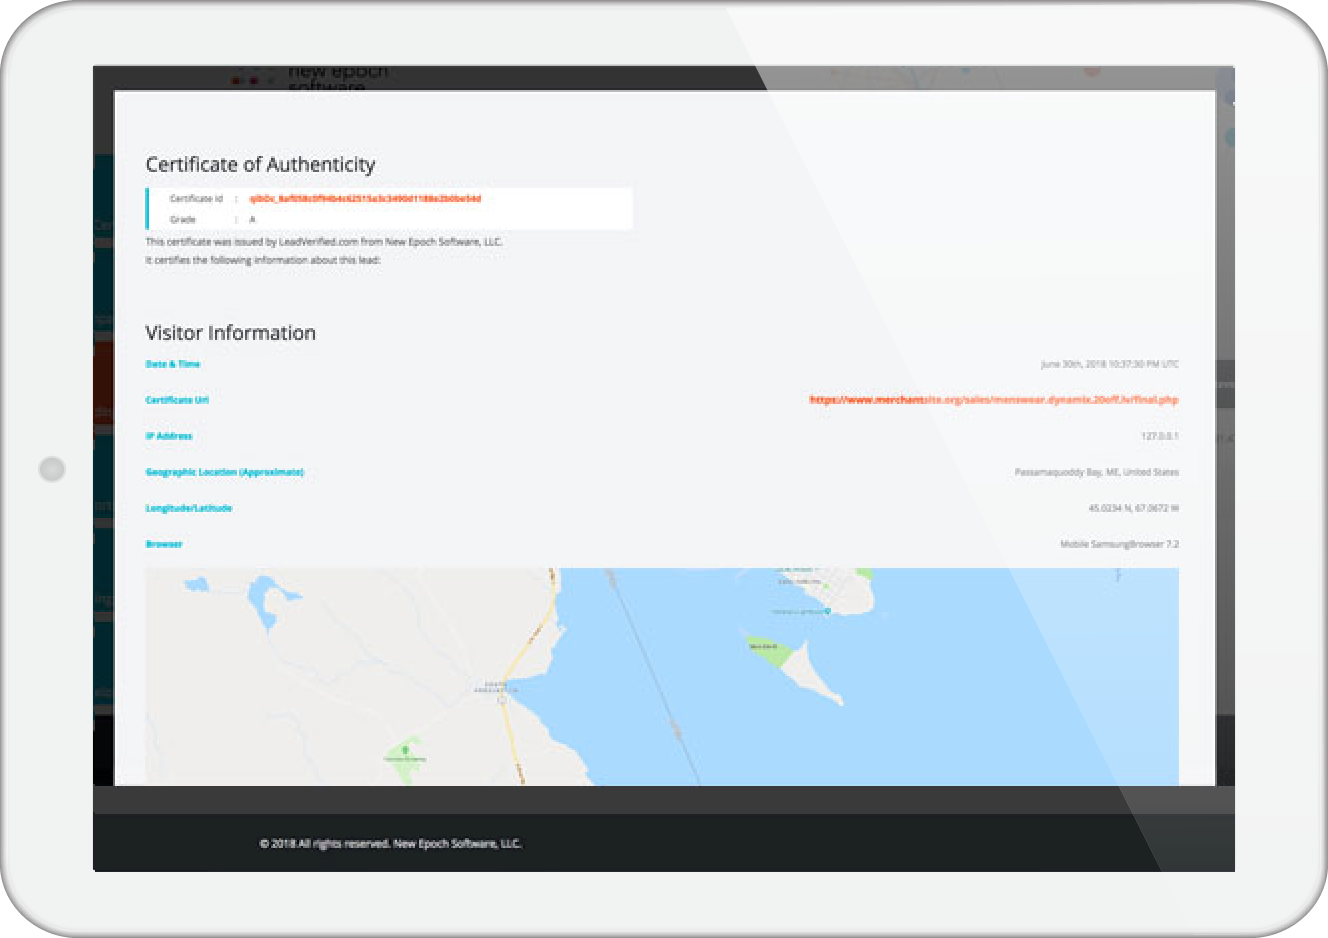 new epoch
software
Certificate of Authenticity
Certificate Id :
Grade : A
This certificate was issued by LeadVerified.com from New Epoch Software, LLC.
It certifies the following information about this lead:
Visitor Information
Date & Time June 30th, 2018 10:37:30 PM UTC
Certificate Url https://www.merchantsite.org/sales/menswear.dynamix.20off.lv/final.php
IP Address 127.0.0.1
Geographic Location (Approximate) Passamaquoddy Bay, ME, United States
Longitude/Latitude 45.0234 N, 67.0672 W
Browser Mobile SamsungBrowser 7.2
© 2018 All rights reserved. New Epoch Software, LLC.